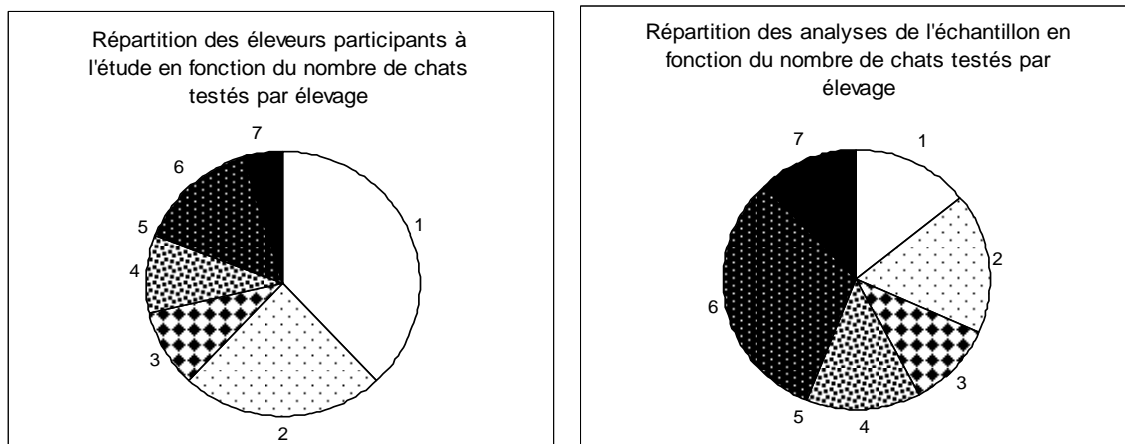 Répartition des éleveurs participants à
l'étude en fonction du nombre de chats
testés par élevage
7
6
1
5
4
3
2
Répartition des analyses de l'échantillon en
fonction du nombre de chats testés par
élevage
7
1
2
6
3
5
4